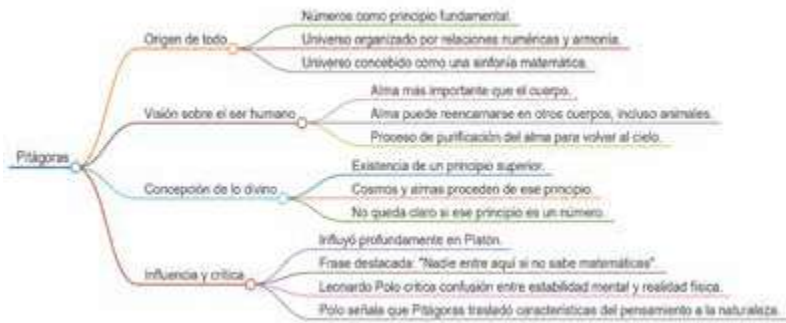 Pitágoras
Origen de todo
Números como principio fundamental.
Universo organizado por relaciones numéricas y armonía.
Universo concebido como una sinfonía matemática.
Visión sobre el ser humano
Alma más importante que el cuerpo.
Alma puede reencarnarse en otros cuerpos, incluso animales.
Proceso de purificación del alma para volver al cielo.
Concepción de lo divino
Existencia de un principio superior.
Cosmos y almas proceden de ese principio.
No queda claro si ese principio es un número.
Influencia y crítica
Influyó profundamente en Platón.
Frase destacada: "Nadie entre aquí si no sabe matemáticas".
Leonardo Polo critica confusión entre estabilidad mental y realidad física.
Polo señala que Pitágoras trasladó características del pensamiento a la naturaleza.